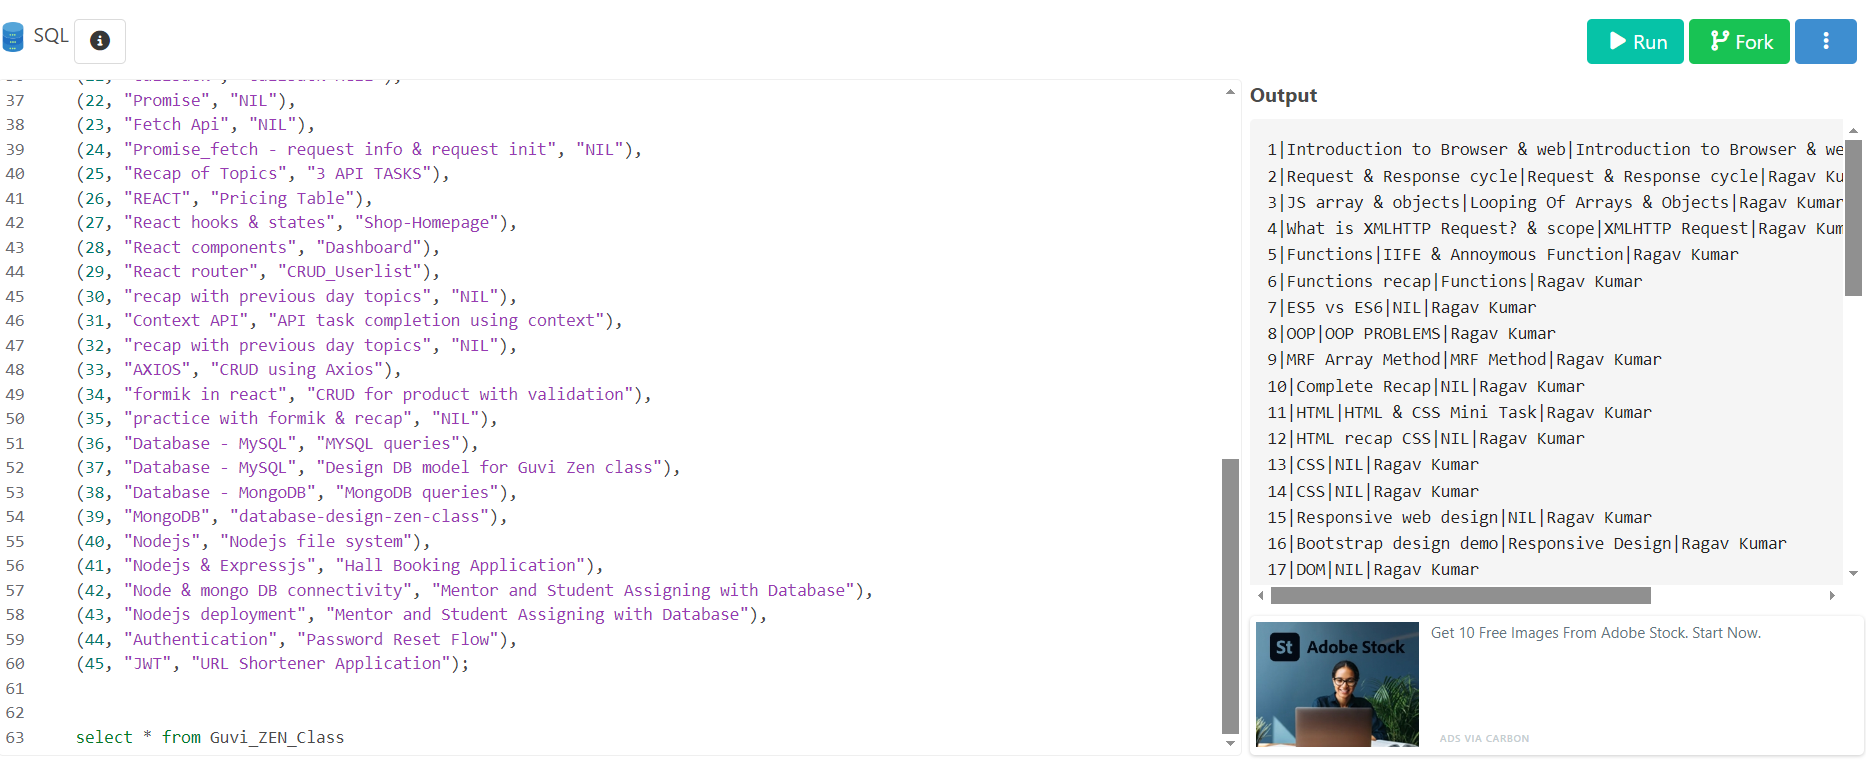 SQL
Run
Fork
37 (22, "Promise", "NIL"),
38 (23, "Fetch Api", "NIL"),
39 (24, "Promise_fetch - request info & request init", "NIL"),
40 (25, "Recap of Topics", "3 API TASKS"),
41 (26, "REACT", "Pricing Table"),
42 (27, "React hooks & states", "Shop-Homepage"),
43 (28, "React components", "Dashboard"),
44 (29, "React router", "CRUD_Userlist"),
45 (30, "recap with previous day topics", "NIL"),
46 (31, "Context API", "API task completion using context"),
47 (32, "recap with previous day topics", "NIL"),
48 (33, "AXIOS", "CRUD using Axios"),
49 (34, "formik in react", "CRUD for product with validation"),
50 (35, "practice with formik & recap", "NIL"),
51 (36, "Database - MySQL", "MYSQL queries"),
52 (37, "Database - MySQL", "Design DB model for Guvi Zen class"),
53 (38, "Database - MongoDB", "MongoDB queries"),
54 (39, "MongoDB", "database-design-zen-class"),
55 (40, "Nodejs", "Nodejs file system"),
56 (41, "Nodejs & Expressjs", "Hall Booking Application"),
57 (42, "Node & mongo DB connectivity", "Mentor and Student Assigning with Database"),
58 (43, "Nodejs deployment", "Mentor and Student Assigning with Database"),
59 (44, "Authentication", "Password Reset Flow"),
60 (45, "JWT", "URL Shortener Application");
61
62
63 select * from Guvi_ZEN_Class
Output
1|Introduction to Browser & web|Introduction to Browser & we
2|Request & Response cycle|Request & Response cycle|Ragav Ku
3|JS array & objects|Looping Of Arrays & Objects|Ragav Kumar
4|What is XMLHTTP Request? & scope|XMLHTTP Request|Ragav Kum
5|Functions|IIFE & Annoymous Function|Ragav Kumar
6|Functions recap|Functions|Ragav Kumar
7|ES5 vs ES6|NIL|Ragav Kumar
8|OOP|OOP PROBLEMS|Ragav Kumar
9|MRF Array Method|MRF Method|Ragav Kumar
10|Complete Recap|NIL|Ragav Kumar
11|HTML|HTML & CSS Mini Task|Ragav Kumar
12|HTML recap CSS|NIL|Ragav Kumar
13|CSS|NIL|Ragav Kumar
14|CSS|NIL|Ragav Kumar
15|Responsive web design|NIL|Ragav Kumar
16|Bootstrap design demo|Responsive Design|Ragav Kumar
17|DOM|NIL|Ragav Kumar
St Adobe Stock
Get 10 Free Images From Adobe Stock. Start Now.
ADS VIA CARBON